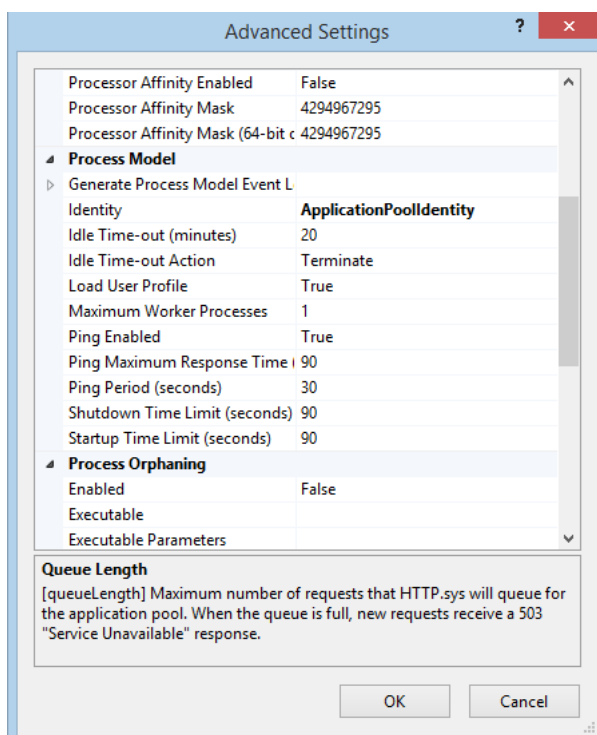 Advanced Settings
?
Processor Affinity Enabled False
Processor Affinity Mask 4294967295
Processor Affinity Mask (64-bit c 4294967295
Process Model
Generate Process Model Event L
Identity ApplicationPoolIdentity
Idle Time-out (minutes) 20
Idle Time-out Action Terminate
Load User Profile True
Maximum Worker Processes 1
Ping Enabled True
Ping Maximum Response Time ( 90
Ping Period (seconds) 30
Shutdown Time Limit (seconds) 90
Startup Time Limit (seconds) 90
Process Orphaning
Enabled False
Executable
Executable Parameters
Queue Length
[queueLength] Maximum number of requests that HTTP.sys will queue for
the application pool. When the queue is full, new requests receive a 503
"Service Unavailable" response.
OK Cancel